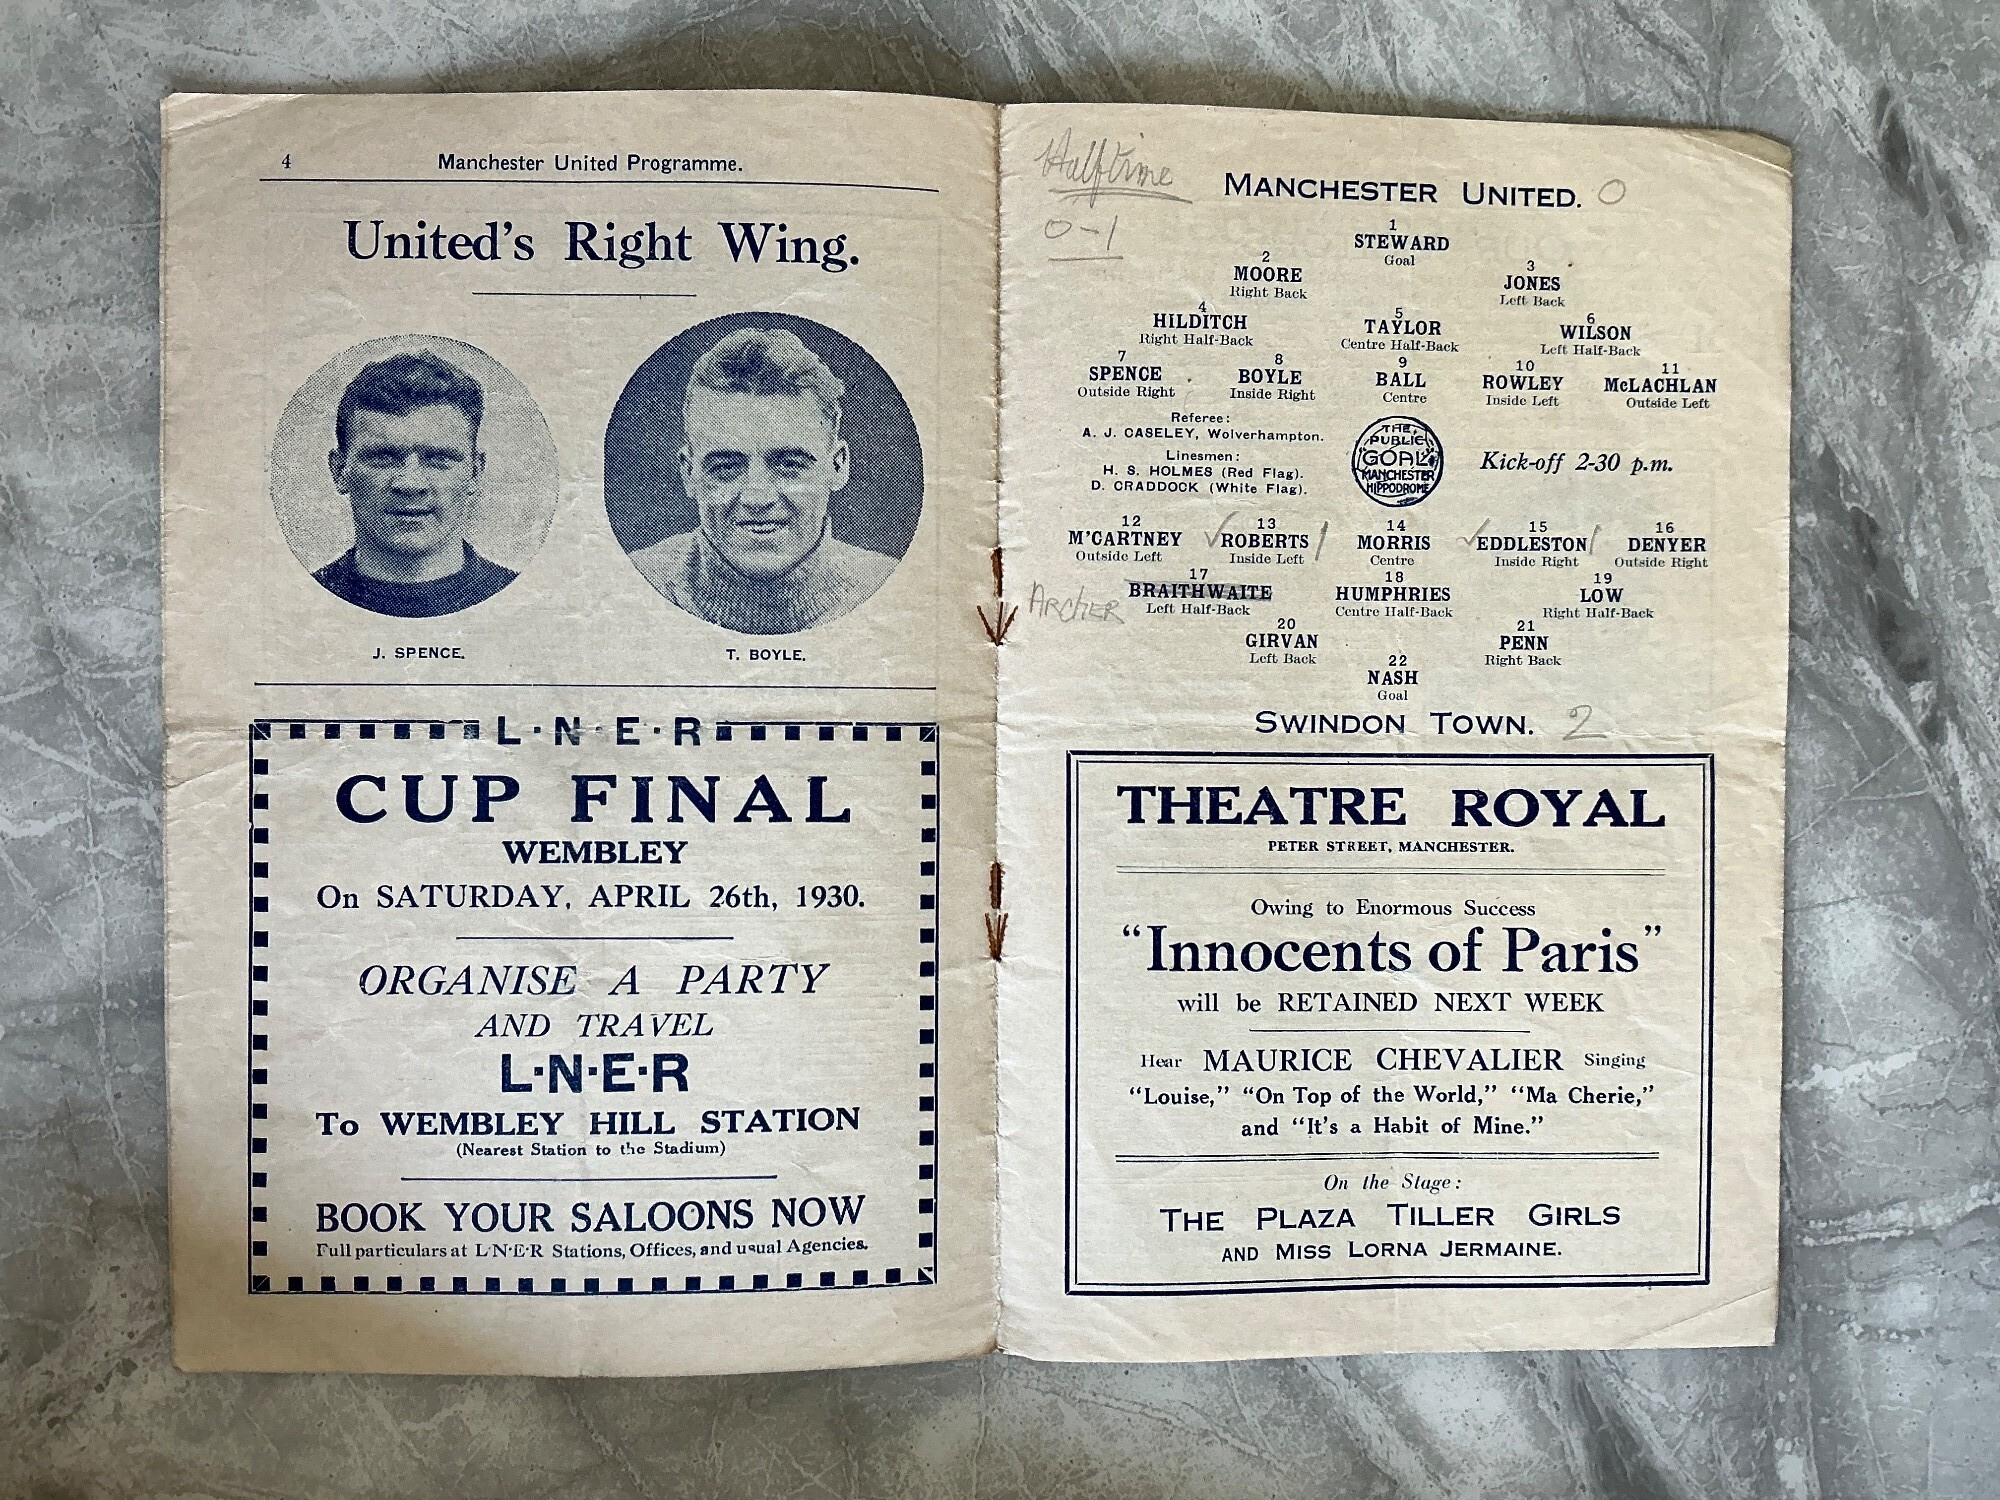 4
Manchester United Programme.
United's Right Wing.
J. SPENCE.
T. BOYLE.
L·N·E·R
CUP FINAL
WEMBLEY
On SATURDAY, APRIL 26th, 1930.
ORGANISE A PARTY
AND TRAVEL
L·N·E·R
To WEMBLEY HILL STATION
(Nearest Station to the Stadium)
BOOK YOUR SALOONS NOW
Full particulars at L·N·E·R Stations, Offices, and usual Agencies.
Halftime
0-1
MANCHESTER UNITED. 0
1
STEWARD
Goal
2 3
MOORE JONES
Right Back Left Back
4 5 6
HILDITCH TAYLOR WILSON
Right Half-Back Centre Half-Back Left Half-Back
7 8 9 10 11
SPENCE BOYLE BALL ROWLEY McLACHLAN
Outside Right Inside Right Centre Inside Left Outside Left
Referee:
A. J. CASELEY, Wolverhampton.
Linesmen:
H. S. HOLMES (Red Flag).
D. CRADDOCK (White Flag).
THE
PUBLIC
GOAL
MANCHESTER
HIPPODROME
Kick-off 2-30 p.m.
12 13 14 15 16
M'CARTNEY ✓ ROBERTS / MORRIS ✓ EDDLESTON / DENYER
Outside Left Inside Left Centre Inside Right Outside Right
17 18 19
Archer BRAITHWAITE HUMPHRIES LOW
Left Half-Back Centre Half-Back Right Half-Back
20 21
GIRVAN PENN
Left Back Right Back
22
NASH
Goal
SWINDON TOWN. 2
THEATRE ROYAL
PETER STREET, MANCHESTER.
Owing to Enormous Success
"Innocents of Paris"
will be RETAINED NEXT WEEK
Hear MAURICE CHEVALIER Singing
"Louise," "On Top of the World," "Ma Cherie,"
and "It's a Habit of Mine."
On the Stage:
THE PLAZA TILLER GIRLS
AND MISS LORNA JERMAINE.